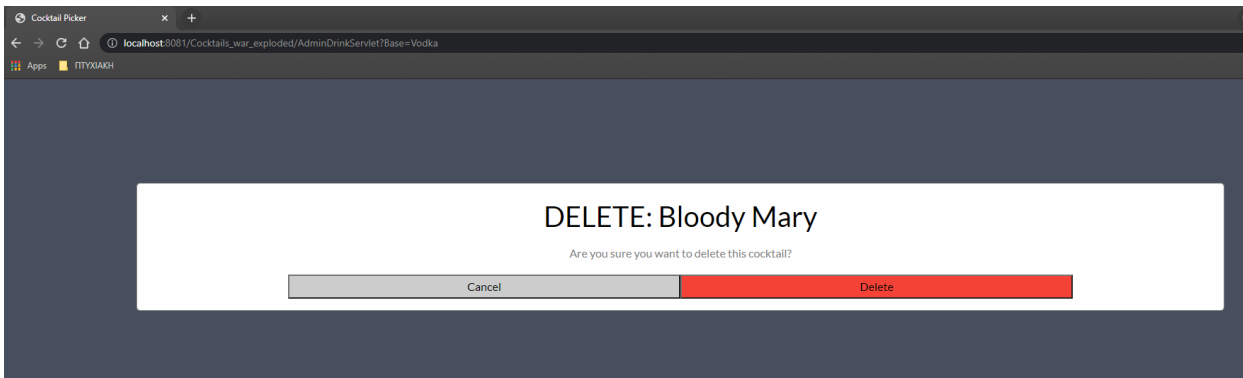 Cocktail Picker
localhost:8081/Cocktails_war_exploded/AdminDrinkServlet?Base=Vodka
Apps ΠΤΥΧΙΑΚΗ
DELETE: Bloody Mary
Are you sure you want to delete this cocktail?
Cancel Delete